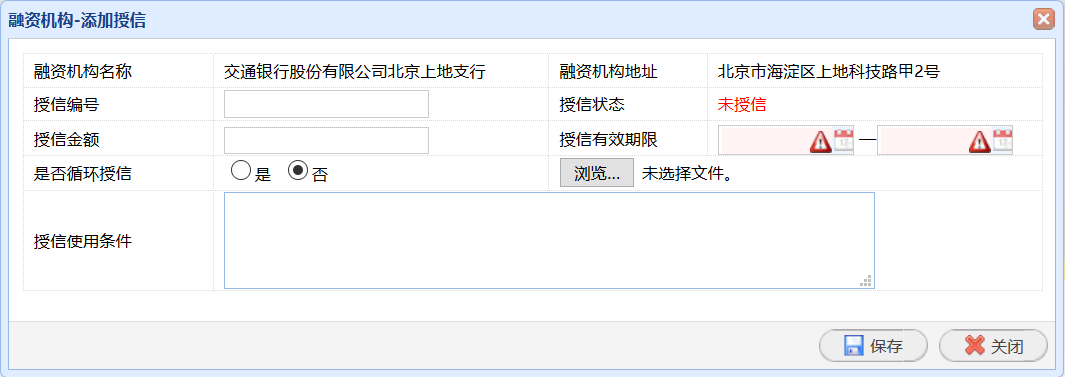 融资机构-添加授信
融资机构名称 交通银行股份有限公司北京上地支行 融资机构地址 北京市海淀区上地科技路甲2号
授信编号 授信状态 未授信
授信金额 授信有效期限 —
是否循环授信 是 否 浏览... 未选择文件。
授信使用条件
保存 关闭